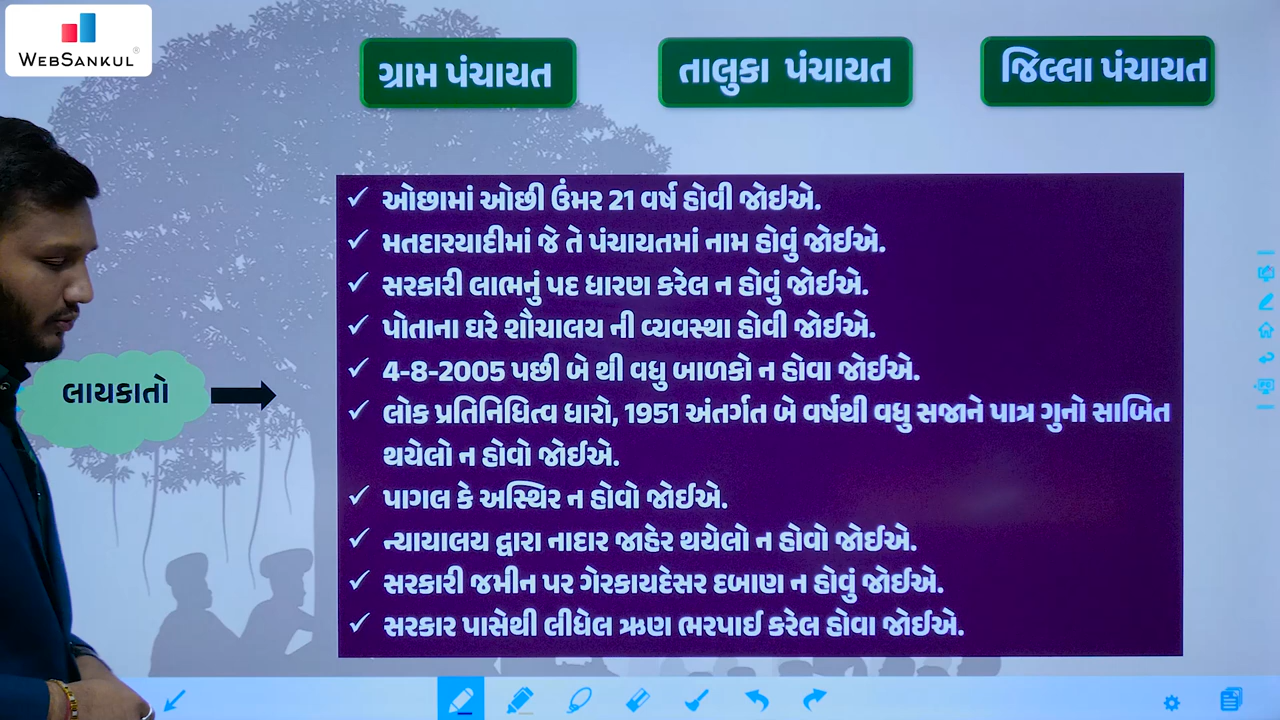 WEBSANKUL®
ગ્રામ પંચાયત
તાલુકા પંચાયત
જિલ્લા પંચાયત
લાયકાતો
✓ ઓછામાં ઓછી ઉંમર 21 વર્ષ હોવી જોઇએ.
✓ મતદારયાદીમાં જે તે પંચાયતમાં નામ હોવું જોઈએ.
✓ સરકારી લાભનું પદ ધારણ કરેલ ન હોવું જોઈએ.
✓ પોતાના ઘરે શૌચાલય ની વ્યવસ્થા હોવી જોઈએ.
✓ 4-8-2005 પછી બે થી વધુ બાળકો ન હોવા જોઈએ.
✓ લોક પ્રતિનિધિત્વ ધારો, 1951 અંતર્ગત બે વર્ષથી વધુ સજાને પાત્ર ગુનો સાબિત
થયેલો ન હોવો જોઈએ.
✓ પાગલ કે અસ્થિર ન હોવો જોઈએ.
✓ ન્યાયાલય દ્વારા નાદાર જાહેર થયેલો ન હોવો જોઈએ.
✓ સરકારી જમીન પર ગેરકાયદેસર દબાણ ન હોવું જોઈએ.
✓ સરકાર પાસેથી લીધેલ ઋણ ભરપાઈ કરેલ હોવા જોઈએ.